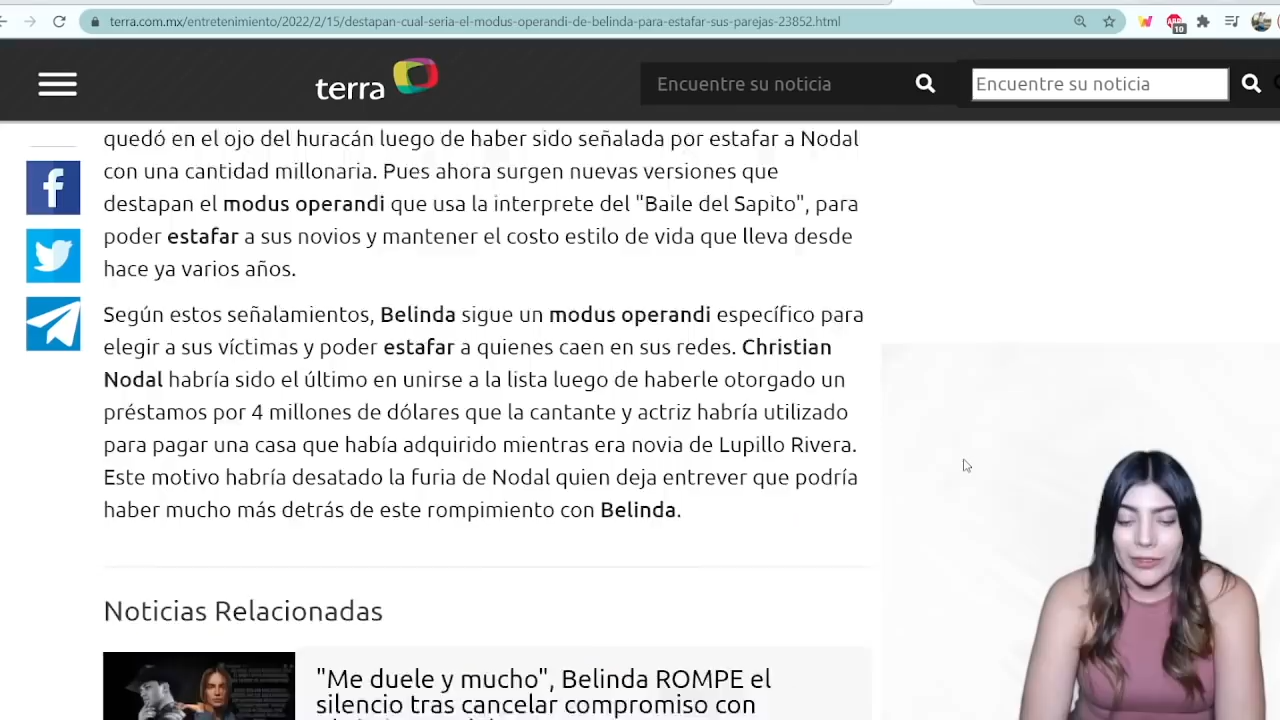 terra.com.mx/entretenimiento/2022/2/15/destapan-cual-seria-el-modus-operandi-de-belinda-para-estafar-sus-parejas-23852.html
10
terra
Encuentre su noticia
Encuentre su noticia
quedó en el ojo del huracán luego de haber sido señalada por estafar a Nodal
con una cantidad millonaria. Pues ahora surgen nuevas versiones que
destapan el modus operandi que usa la interprete del "Baile del Sapito", para
poder estafar a sus novios y mantener el costo estilo de vida que lleva desde
hace ya varios años.
Según estos señalamientos, Belinda sigue un modus operandi específico para
elegir a sus víctimas y poder estafar a quienes caen en sus redes. Christian
Nodal habría sido el último en unirse a la lista luego de haberle otorgado un
préstamos por 4 millones de dólares que la cantante y actriz habría utilizado
para pagar una casa que había adquirido mientras era novia de Lupillo Rivera.
Este motivo habría desatado la furia de Nodal quien deja entrever que podría
haber mucho más detrás de este rompimiento con Belinda.
Noticias Relacionadas
"Me duele y mucho", Belinda ROMPE el
silencio tras cancelar compromiso con